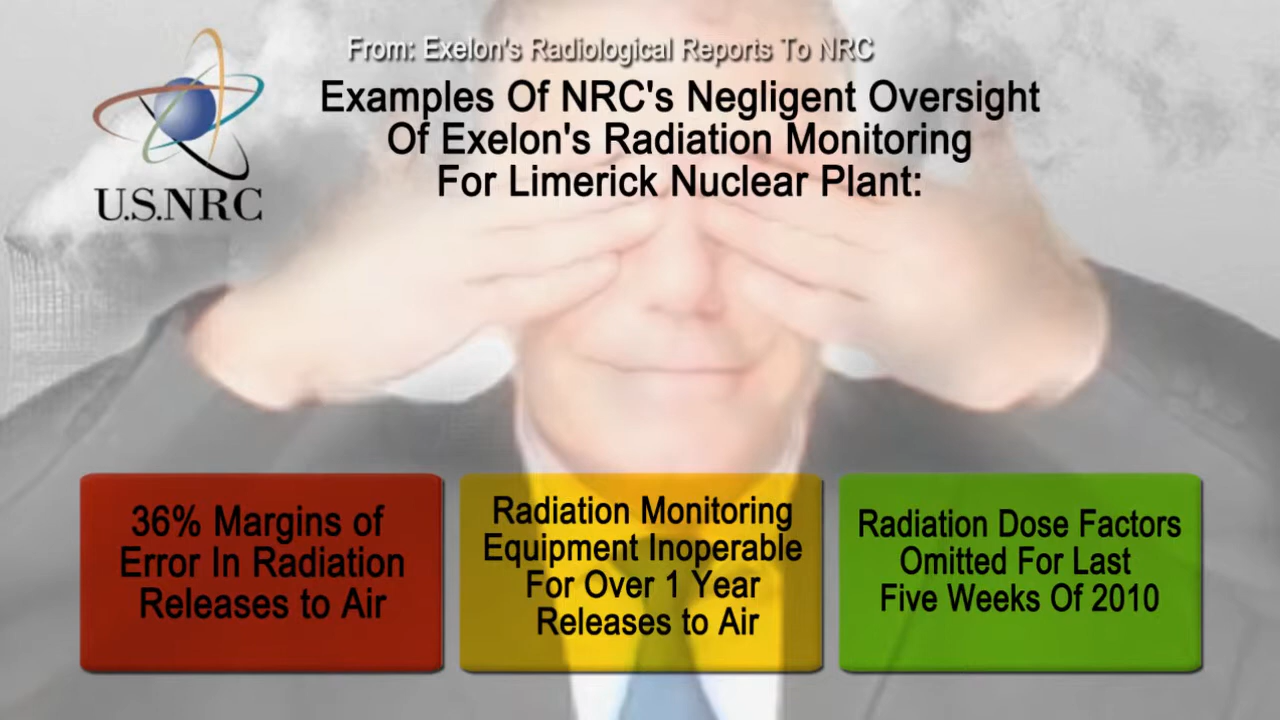 From: Exelon's Radiological Reports To NRC
Examples Of NRC's Negligent Oversight
Of Exelon's Radiation Monitoring
For Limerick Nuclear Plant:
U.S.NRC
36% Margins of
Error In Radiation
Releases to Air
Radiation Monitoring
Equipment Inoperable
For Over 1 Year
Releases to Air
Radiation Dose Factors
Omitted For Last
Five Weeks Of 2010